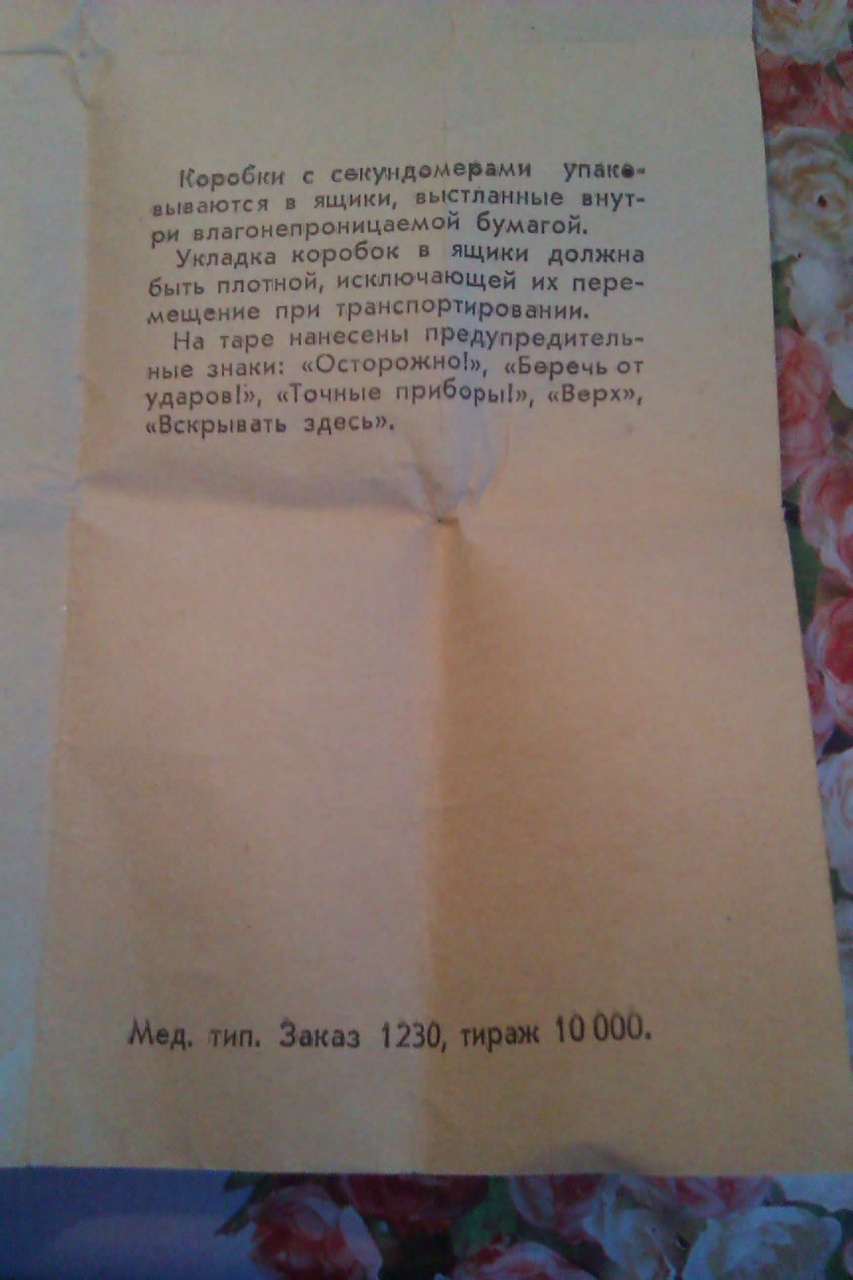 Коробки с секундомерами упако-
вываются в ящики, выстланные внут-
ри влагонепроницаемой бумагой.
Укладка коробок в ящики должна
быть плотной, исключающей их пере-
мещение при транспортировании.
На таре нанесены предупредитель-
ные знаки: «Осторожно!», «Беречь от
ударов!», «Точные приборы!», «Верх»,
«Вскрывать здесь».
Мед. тип. Заказ 1230, тираж 10 000.